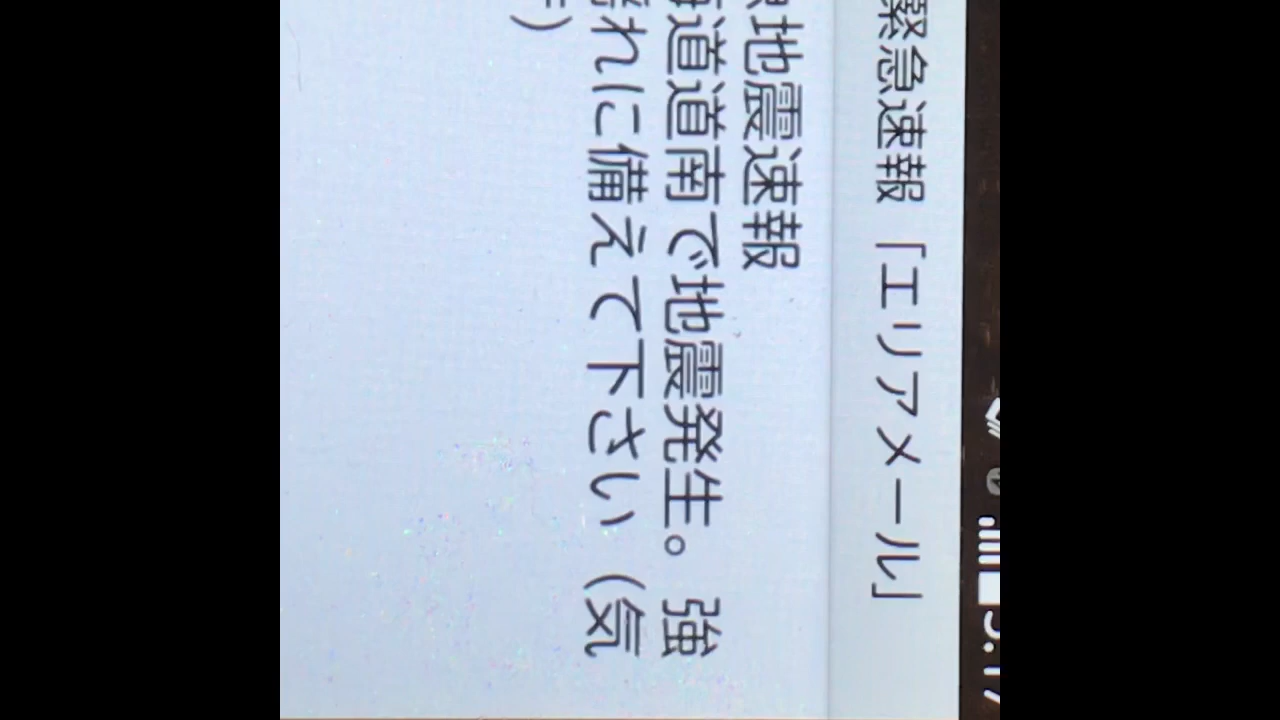 緊急速報「エリアメール」
地震速報
道道南で地震発生。強
れに備えて下さい(気
)